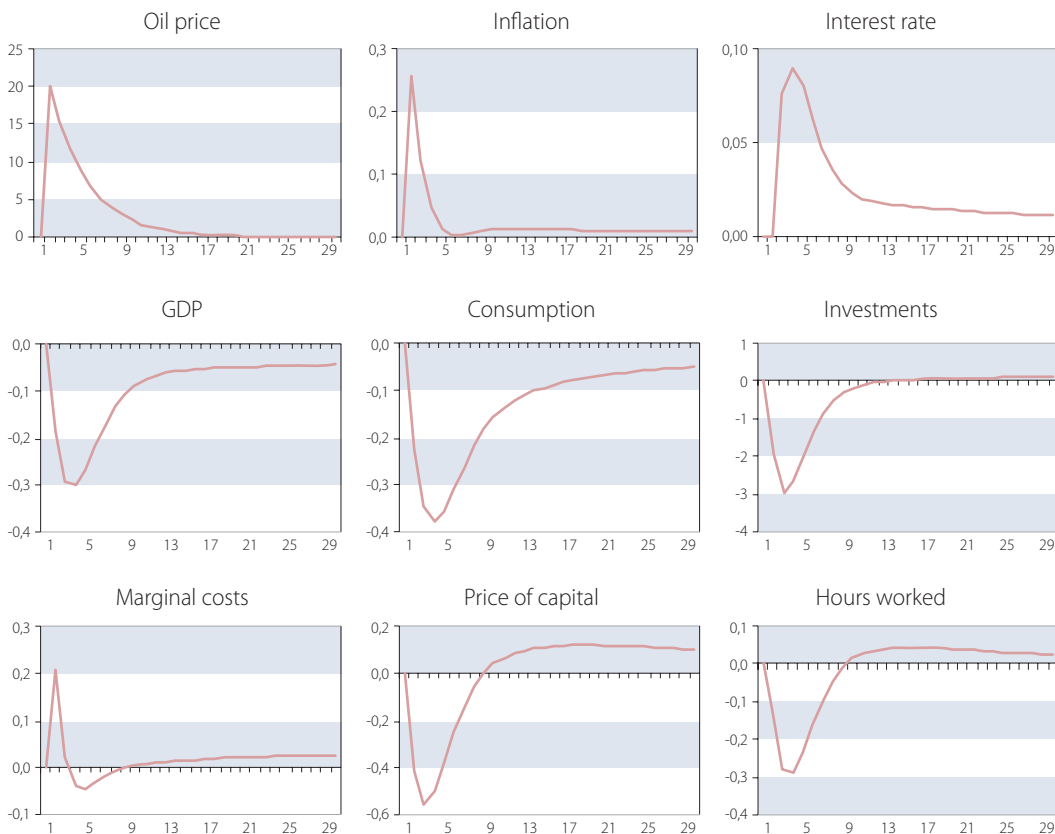 Oil price
25
20
15
10
5
0
1 5 9 13 17 21 25 29
Inflation
0,3
0,2
0,1
0,0
1 5 9 13 17 21 25 29
Interest rate
0,10
0,05
0,00
1 5 9 13 17 21 25 29
GDP
0,0
-0,1
-0,2
-0,3
-0,4
1 5 9 13 17 21 25 29
Consumption
0,0
-0,1
-0,2
-0,3
-0,4
1 5 9 13 17 21 25 29
Investments
1
0
-1
-2
-3
-4
1 5 9 13 17 21 25 29
Marginal costs
0,3
0,2
0,1
0,0
-0,1
1 5 9 13 17 21 25 29
Price of capital
0,2
0,0
-0,2
-0,4
-0,6
1 5 9 13 17 21 25 29
Hours worked
0,1
0,0
-0,1
-0,2
-0,3
-0,4
1 5 9 13 17 21 25 29